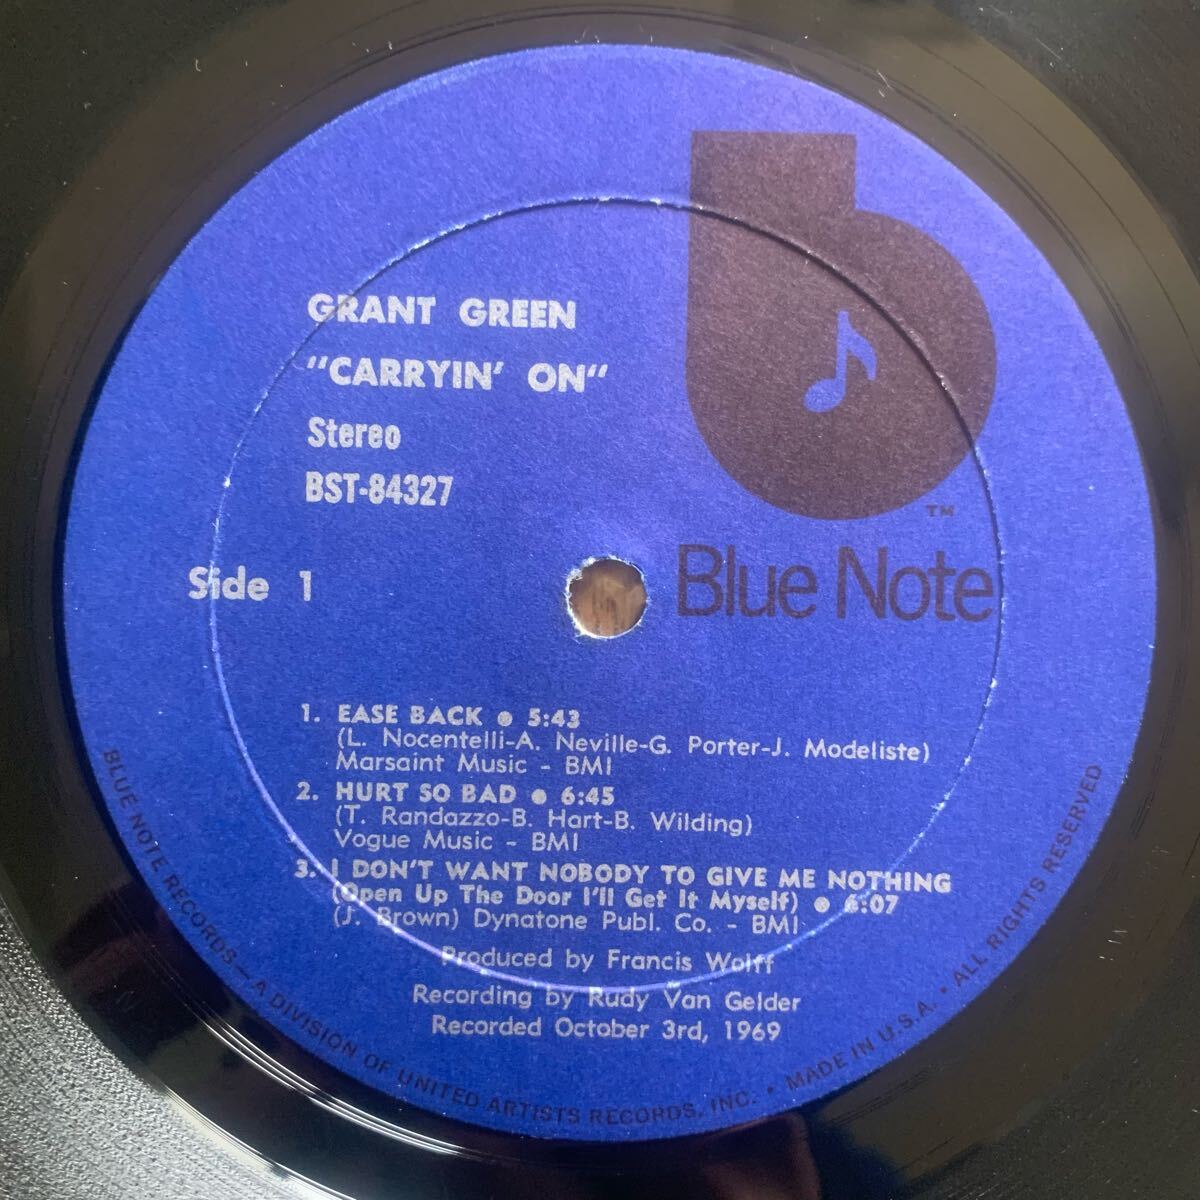 GRANT GREEN
"CARRYIN' ON"
Stereo
BST-84327
Side 1
TM
Blue Note
1. EASE BACK ● 5:43
(L. Nocentelli-A. Neville-G. Porter-J. Modeliste)
Marsaint Music - BMI
2. HURT SO BAD ● 6:45
(T. Randazzo-B. Hart-B. Wilding)
Vogue Music - BMI
3. I DON'T WANT NOBODY TO GIVE ME NOTHING
(Open Up The Door I'll Get It Myself) ● 6:07
(J. Brown) Dynatone Publ. Co. - BMI
Produced by Francis Wolff
Recording by Rudy Van Gelder
Recorded October 3rd, 1969
BLUE NOTE RECORDS—A DIVISION OF UNITED ARTISTS RECORDS, INC. • MADE IN U.S.A. • ALL RIGHTS RESERVED